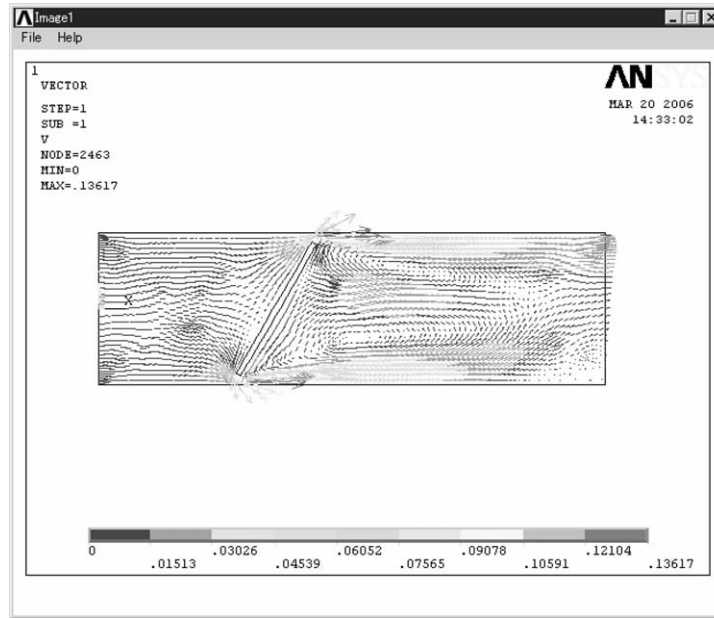 Image1
File Help
1
VECTOR
STEP=1
SUB =1
V
NODE=2463
MIN=0
MAX=.13617
ANSYS
MAR 20 2006
14:33:02
X
0 .03026 .06052 .09078 .12104
.01513 .04539 .07565 .10591 .13617